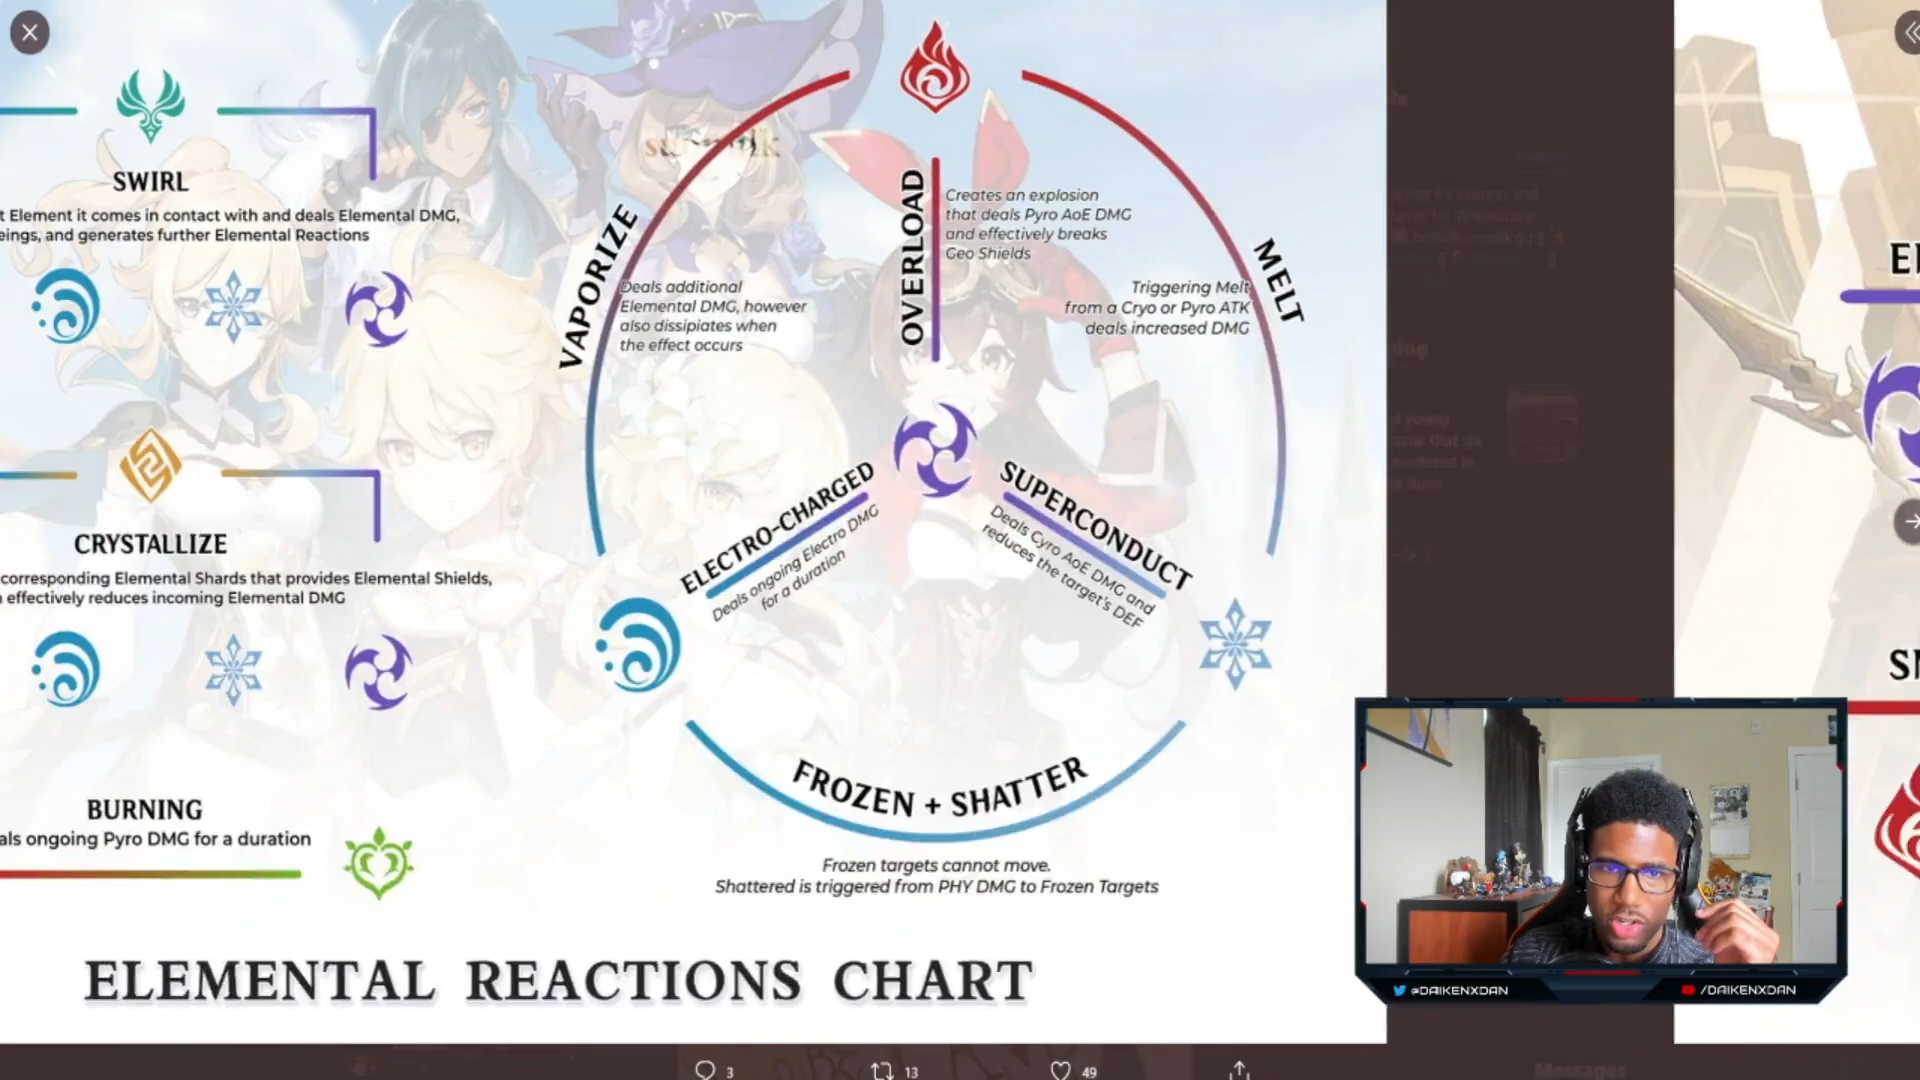 SWIRL
t Element it comes in contact with and deals Elemental DMG,
eings, and generates further Elemental Reactions
CRYSTALLIZE
corresponding Elemental Shards that provides Elemental Shields,
effectively reduces incoming Elemental DMG
BURNING
als ongoing Pyro DMG for a duration
VAPORIZE
Deals additional
Elemental DMG, however
also dissipiates when
the effect occurs
OVERLOAD
Creates an explosion
that deals Pyro AoE DMG
and effectively breaks
Geo Shields
MELT
Triggering Melt
from a Cryo or Pyro ATK
deals increased DMG
ELECTRO-CHARGED
Deals ongoing Electro DMG
for a duration
SUPERCONDUCT
Deals Cyro AoE DMG and
reduces the target's DEF
FROZEN + SHATTER
Frozen targets cannot move.
Shattered is triggered from PHY DMG to Frozen Targets
ELEMENTAL REACTIONS CHART
3
13
49
Messages
@DAIKENXDAN
/DAIKENXDAN